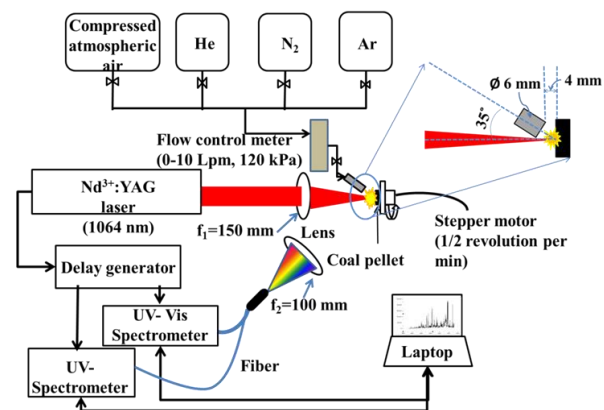 Compressed
atmospheric
air
He
N₂
Ar
Ø 6 mm
4 mm
35°
Flow control meter
(0-10 Lpm, 120 kPa)
Nd³⁺:YAG
laser
(1064 nm)
f₁=150 mm
Lens
Coal pellet
Stepper motor
(1/2 revolution per
min)
Delay generator
f₂=100 mm
UV- Vis
Spectrometer
UV-
Spectrometer
Fiber
Laptop